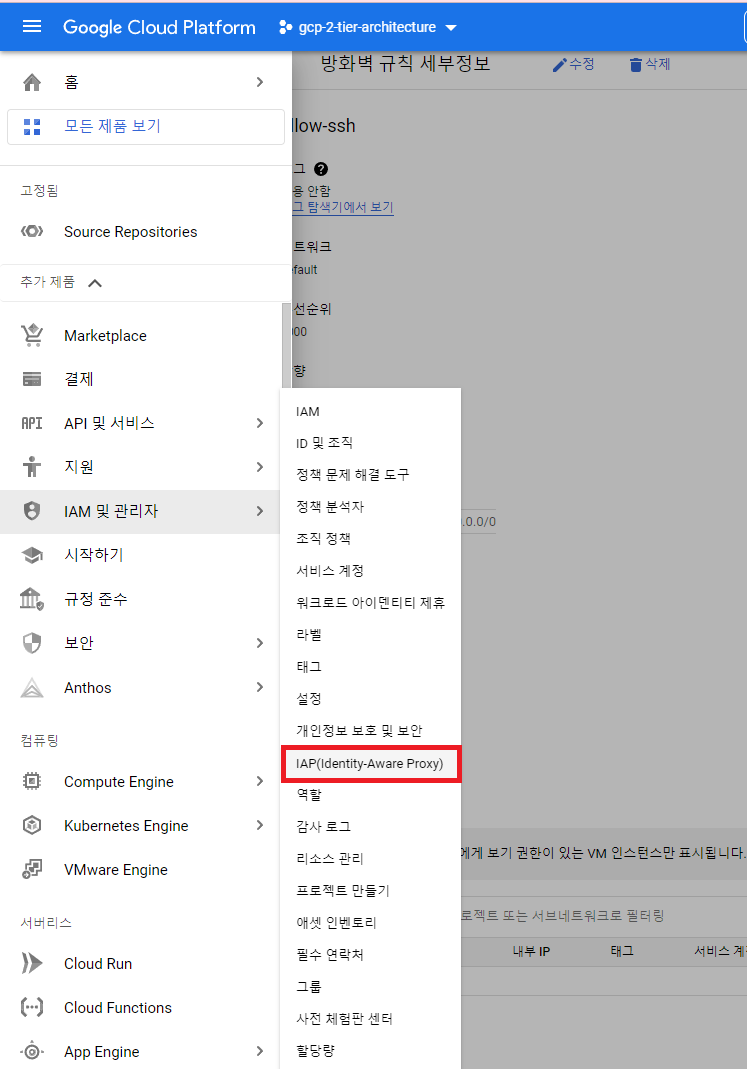 Google Cloud Platform
gcp-2-tier-architecture
홈
모든 제품 보기
고정됨
Source Repositories
추가 제품
Marketplace
결제
API
API 및 서비스
지원
IAM 및 관리자
시작하기
규정 준수
보안
Anthos
컴퓨팅
Compute Engine
Kubernetes Engine
VMware Engine
서버리스
Cloud Run
Cloud Functions
App Engine
IAM
ID 및 조직
정책 문제 해결 도구
정책 분석자
조직 정책
서비스 계정
워크로드 아이덴티티 제휴
라벨
태그
설정
개인정보 보호 및 보안
IAP(Identity-Aware Proxy)
역할
감사 로그
리소스 관리
프로젝트 만들기
애셋 인벤토리
필수 연락처
그룹
사전 체험판 센터
할당량
방화벽 규칙 세부정보
수정
삭제
llow-ssh
그
용 안함
그 탐색기에서 보기
트워크
efault
선순위
000
향
.0.0/0
에게 보기 권한이 있는 VM 인스턴스만 표시됩니다.
로젝트 또는 서브네트워크로 필터링
내부 IP
태그
서비스 계